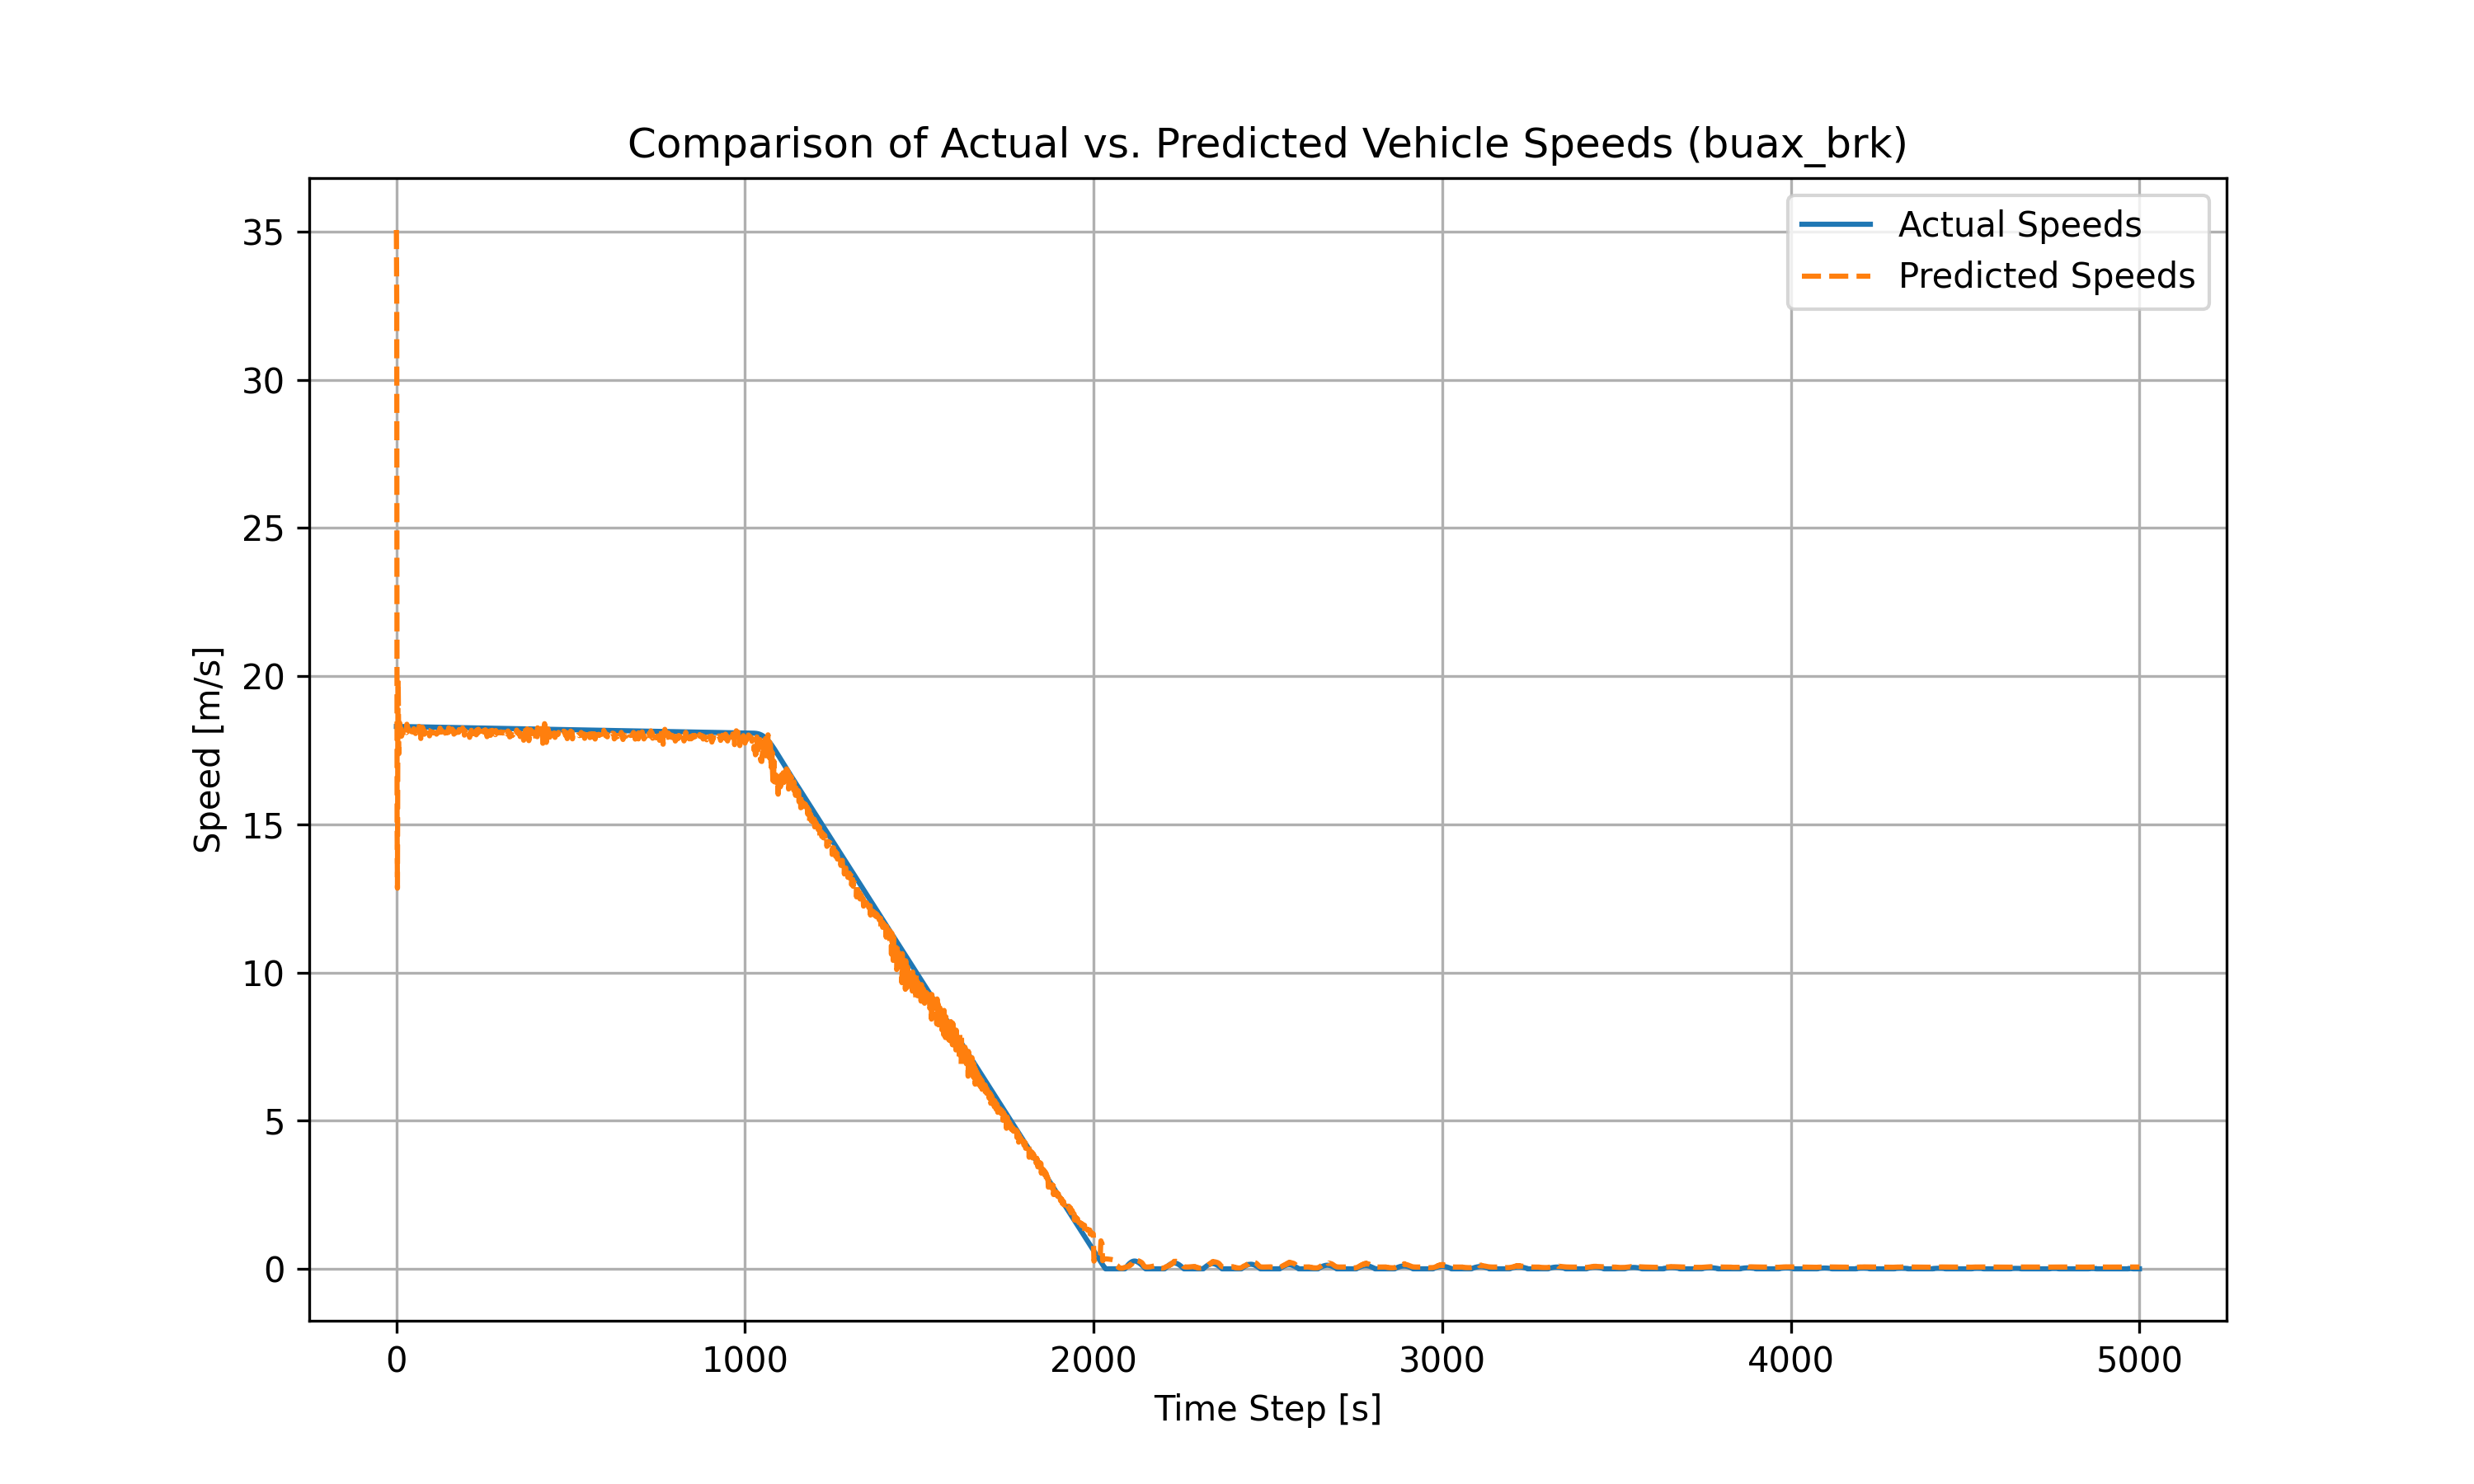 Comparison of Actual vs. Predicted Vehicle Speeds (buax_brk)
Actual Speeds
Predicted Speeds
35
30
25
20
15
10
5
0
Speed [m/s]
0 1000 2000 3000 4000 5000
Time Step [s]